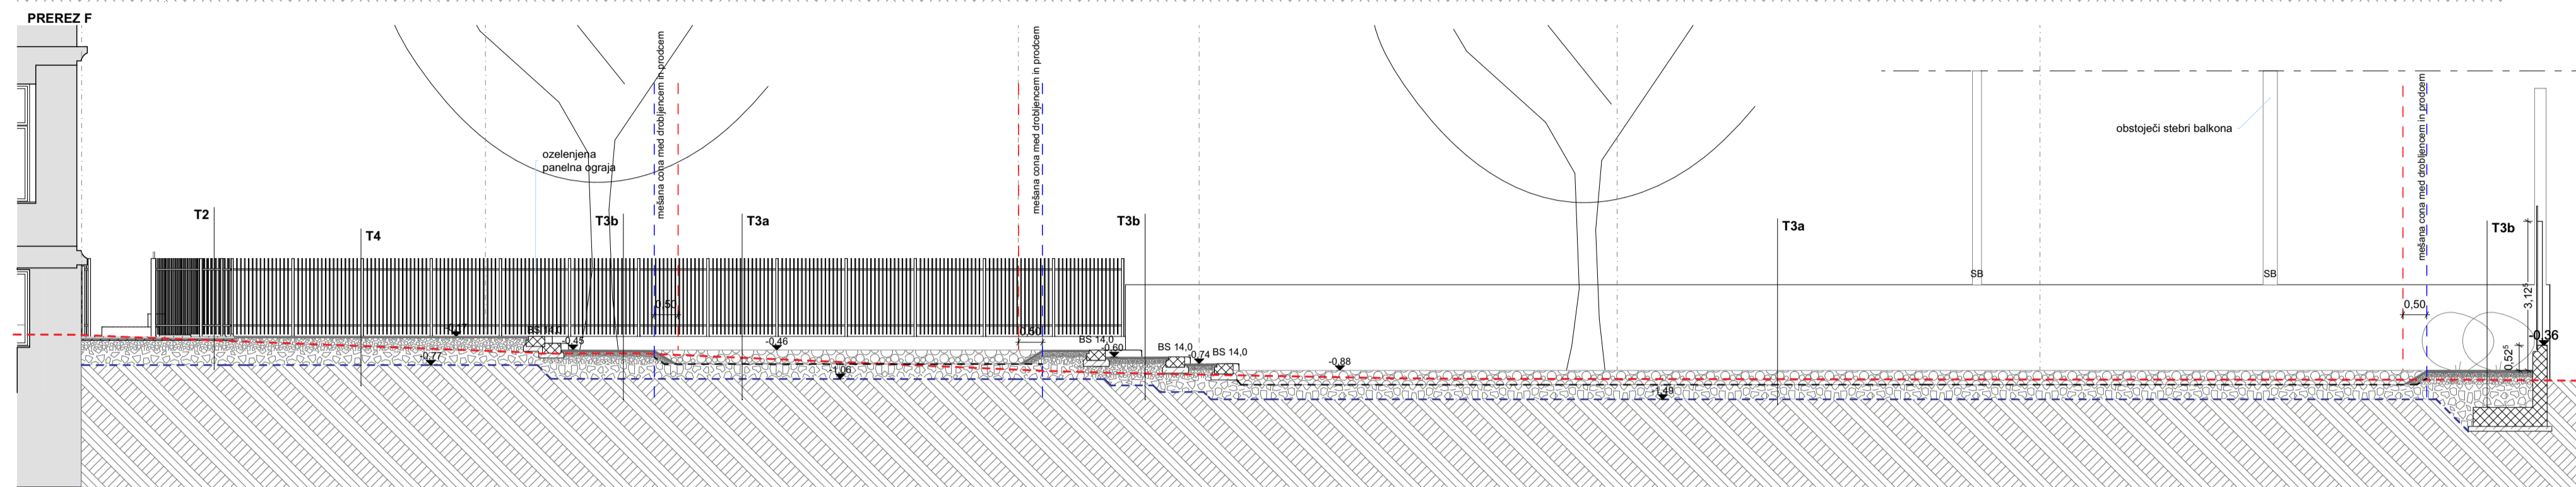 PREREZ F
mešana cona med drobljencem in prodcem
mešana cona med drobljencem in prodcem
mešana cona med drobljencem in prodcem
obstoječi stebri balkona
ozelenjena
panelna ograja
T2
T4
T3b
T3a
T3b
T3a
T3b
SB
SB
0,50
0,50
0,50
3,12⁵
0,52⁵
BS 14,0
-0,45
-0,46
BS 14,0
-0,60
BS 14,0
-0,74
BS 14,0
-0,88
-0,36
-0,77
-1,06
-1,49